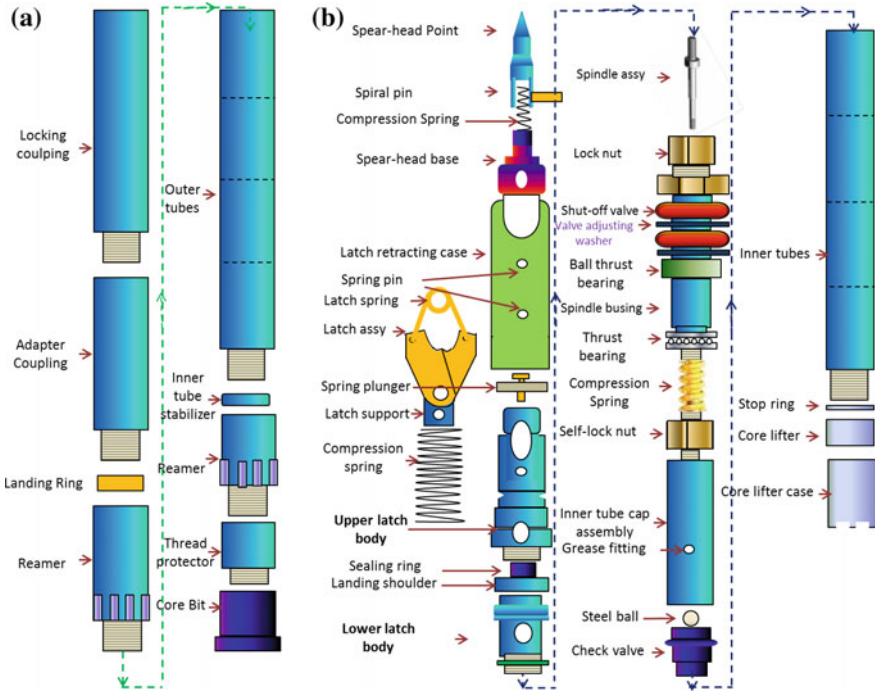 (a)
Locking
coulping
Adapter
Coupling
Landing Ring
Reamer
Outer
tubes
Inner
tube
stabilizer
Reamer
Thread
protector
Core Bit
(b)
Spear-head Point
Spiral pin
Compression Spring
Spear-head base
Latch retracting case
Spring pin
Latch spring
Latch assy
Spring plunger
Latch support
Compression
spring
Upper latch
body
Sealing ring
Landing shoulder
Lower latch
body
Spindle assy
Lock nut
Shut-off valve
Valve adjusting
washer
Ball thrust
bearing
Spindle busing
Thrust
bearing
Compression
Spring
Self-lock nut
Inner tube cap
assembly
Grease fitting
Steel ball
Check valve
Inner tubes
Stop ring
Core lifter
Core lifter case